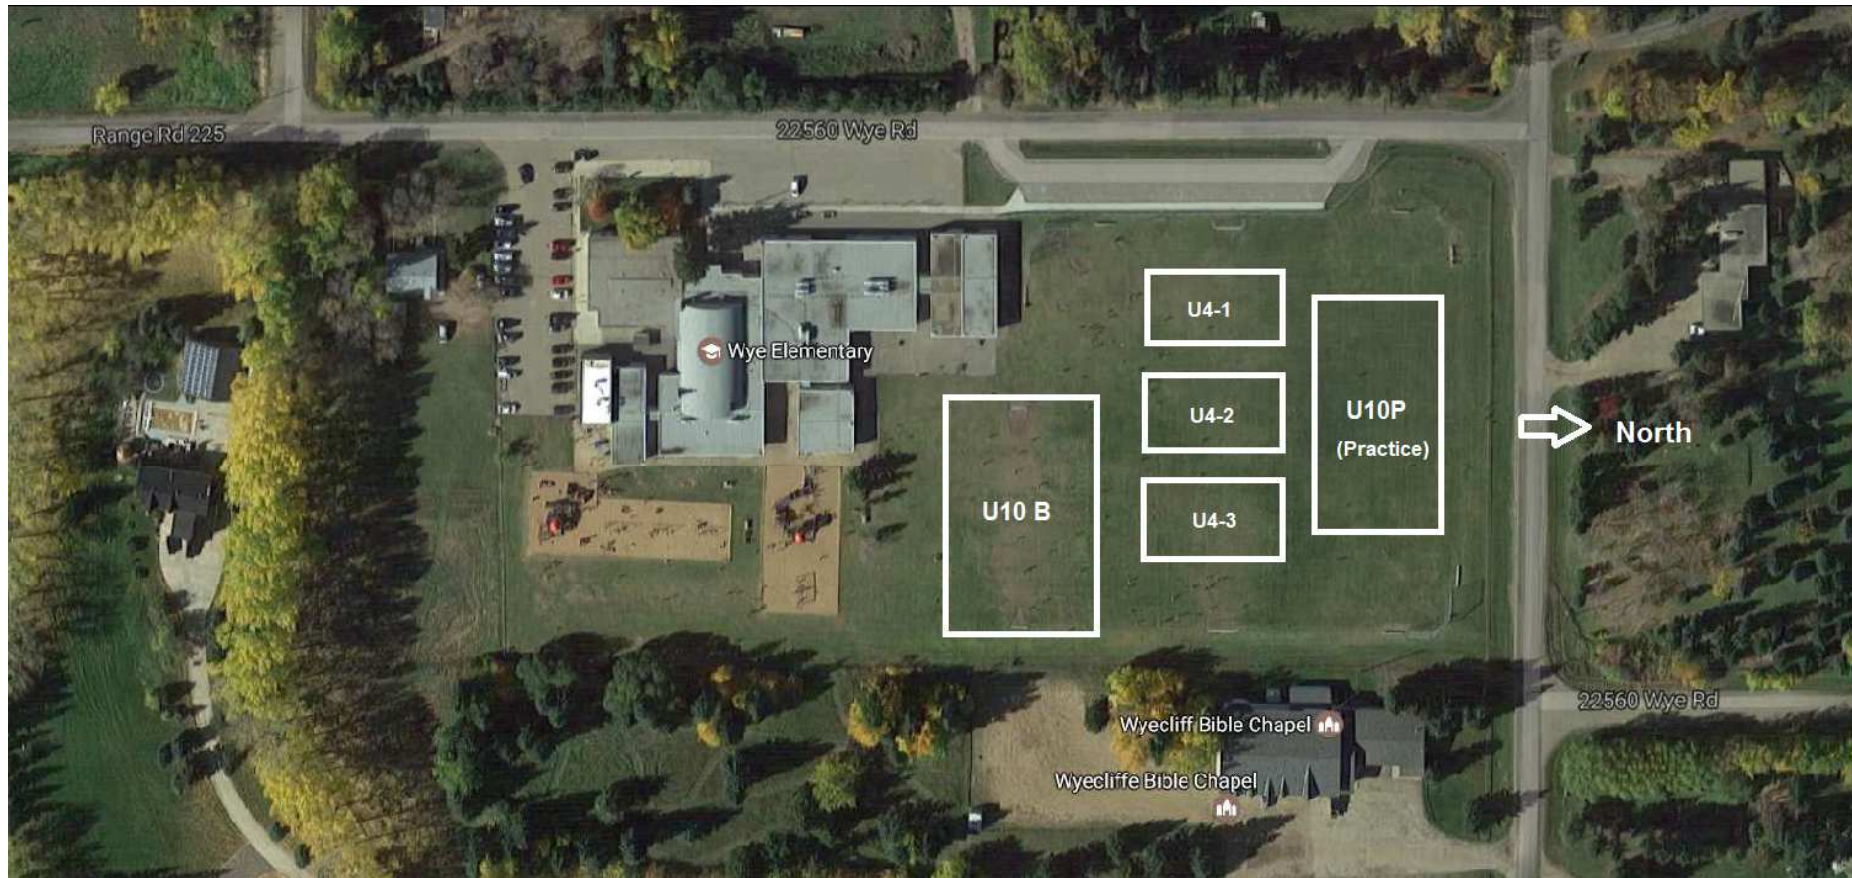 Range Rd 225
22560 Wye Rd
U4-1
Wye Elementary
U4-2
U10P
(Practice)
North
U10 B
U4-3
22560 Wye Rd
Wyecliff Bible Chapel
Wyecliffe Bible Chapel